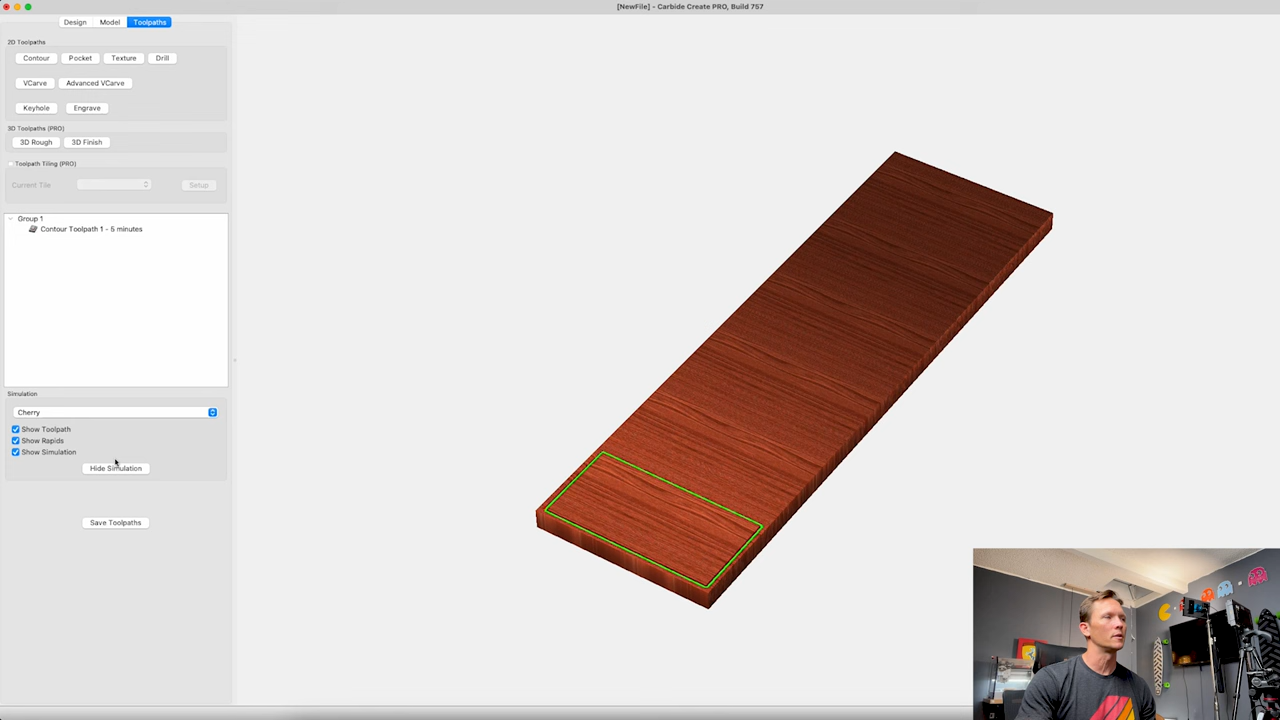 [NewFile] - Carbide Create PRO, Build 757
Design Model Toolpaths
2D Toolpaths
Contour Pocket Texture Drill
VCarve Advanced VCarve
Keyhole Engrave
3D Toolpaths (PRO)
3D Rough 3D Finish
Toolpath Tiling (PRO)
Current Tile Setup
Group 1
Contour Toolpath 1 - 5 minutes
Simulation
Cherry
Show Toolpath
Show Rapids
Show Simulation
Hide Simulation
Save Toolpaths